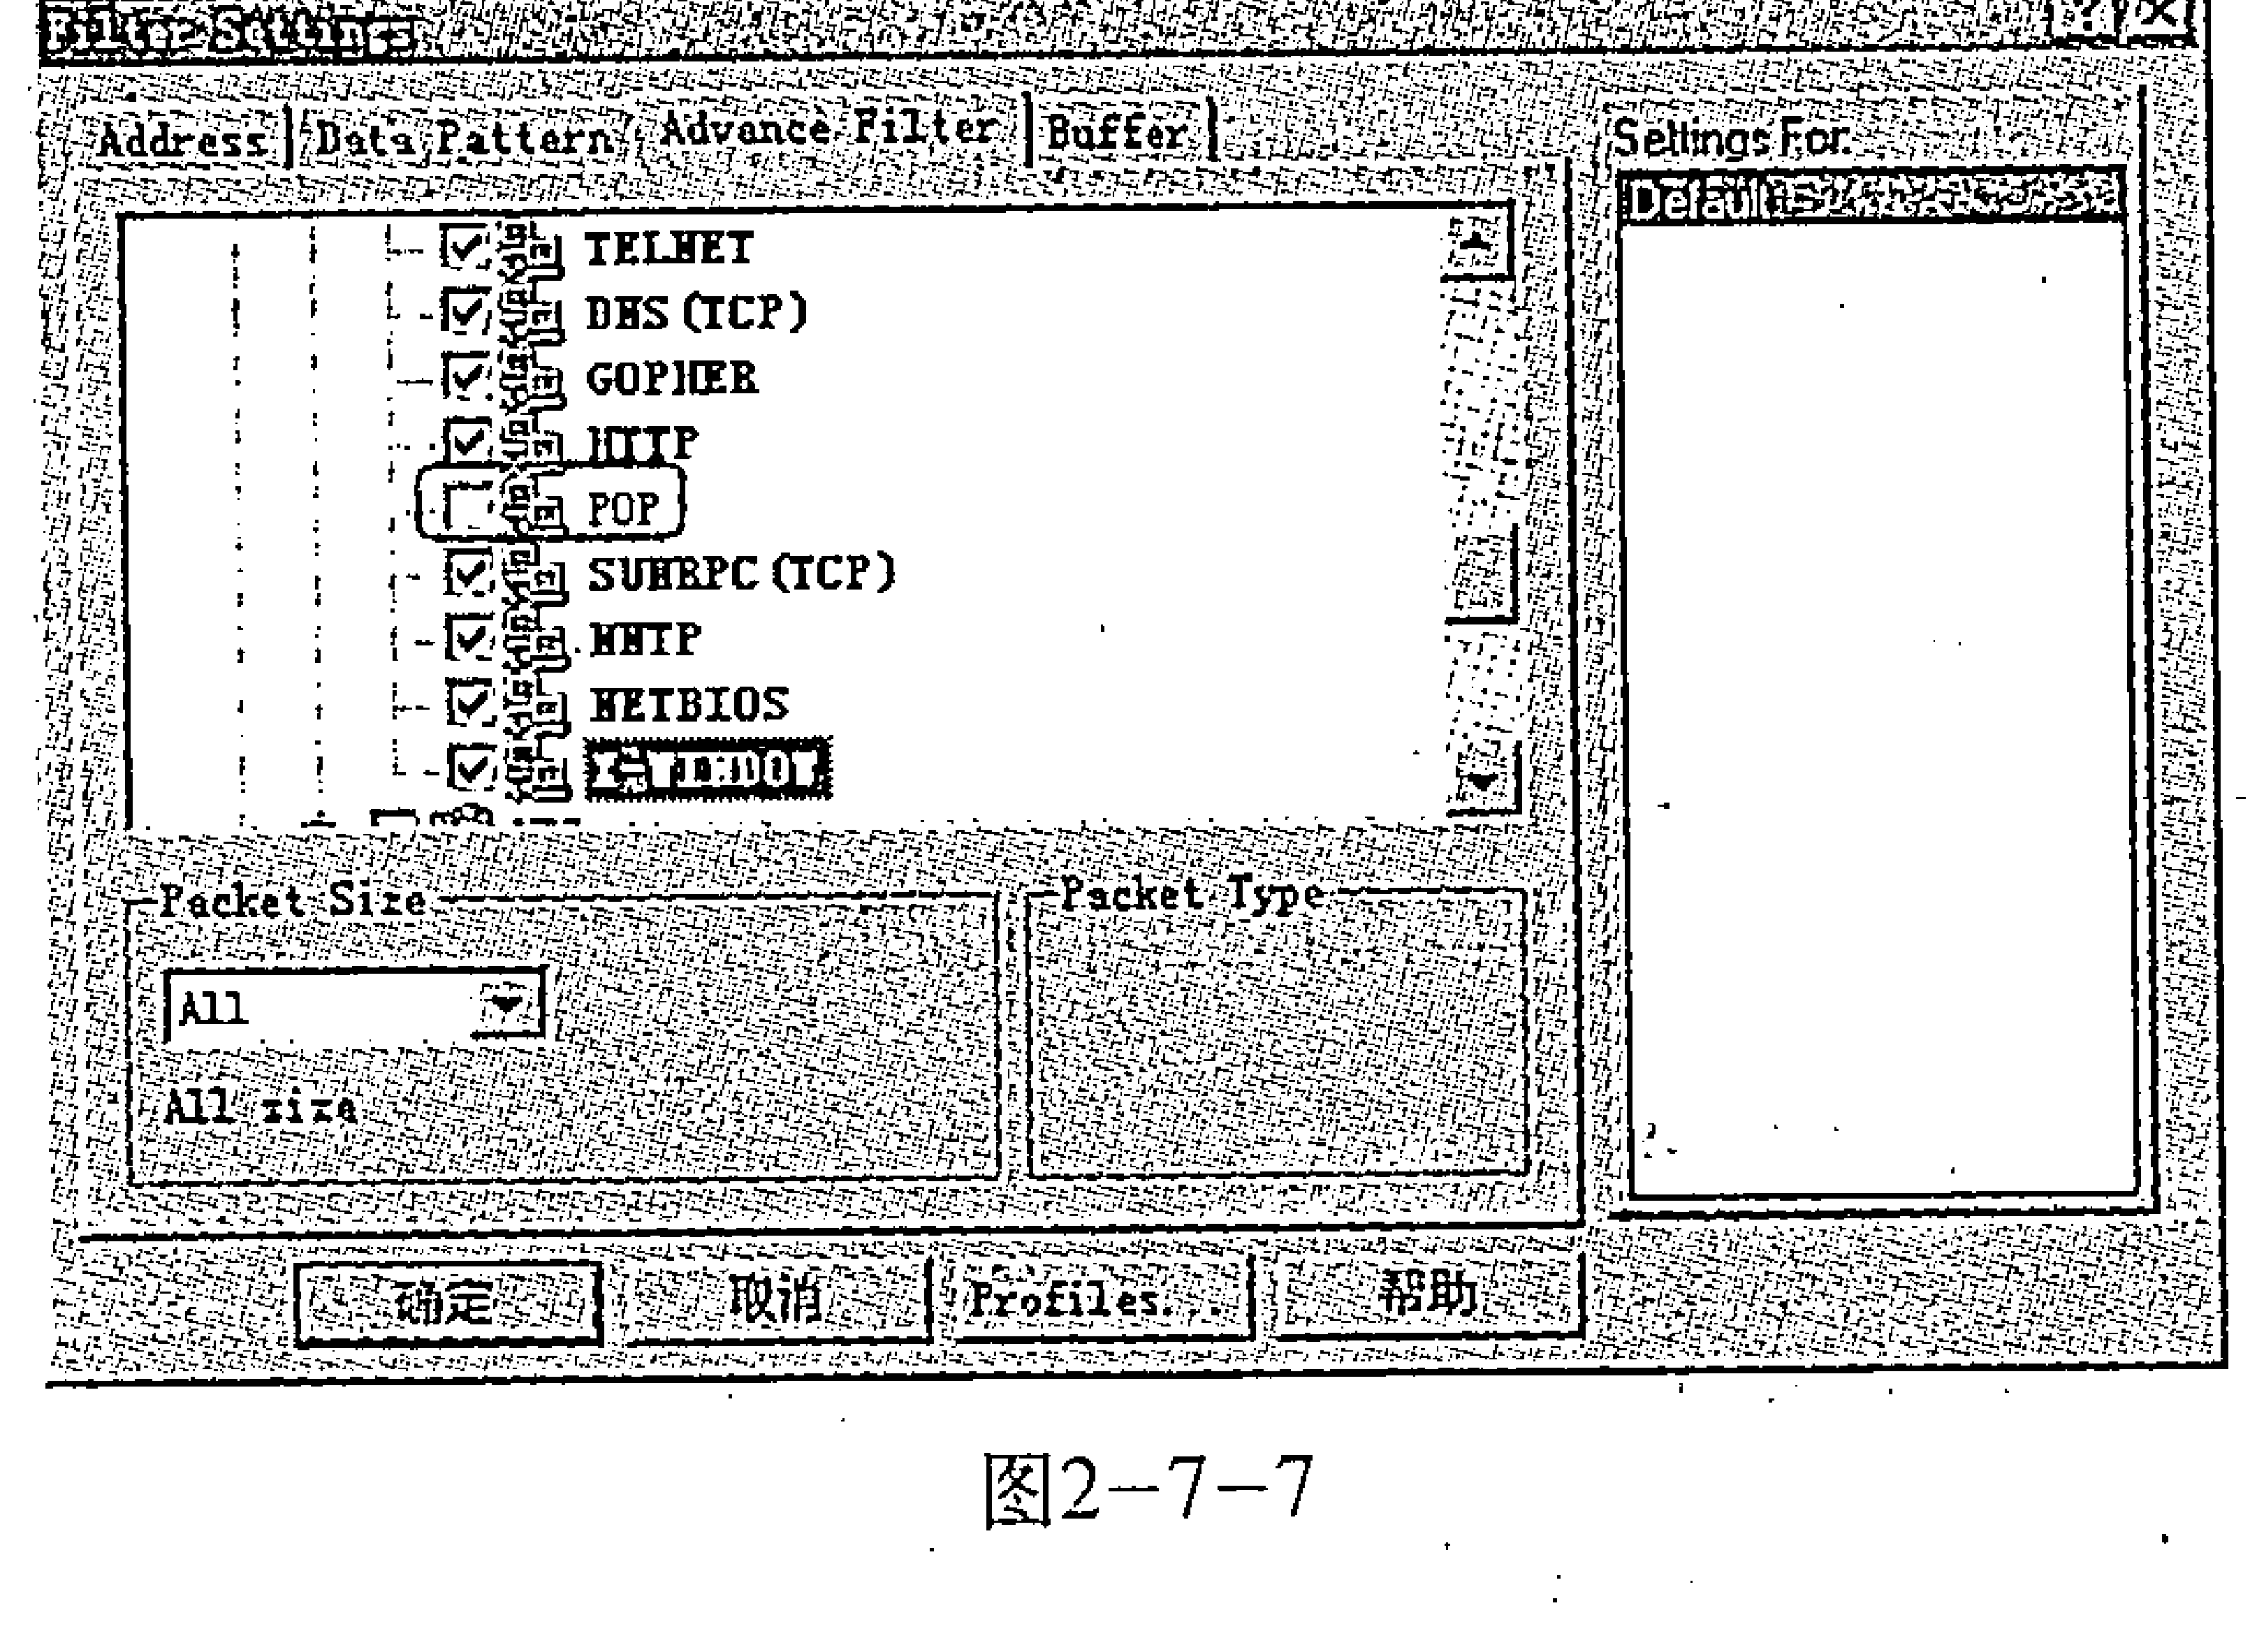 Filter Settings
Address
Data Pattern
Advance Filter
Buffer
Settings For:
Default
TELNET
DNS (TCP)
GOPHER
HTTP
POP
SUNRPC (TCP)
NNTP
NETBIOS
X-WINDOW
Packet Size
Packet Type
All
All size
确定
取消
Profiles...
帮助
图2-7-7